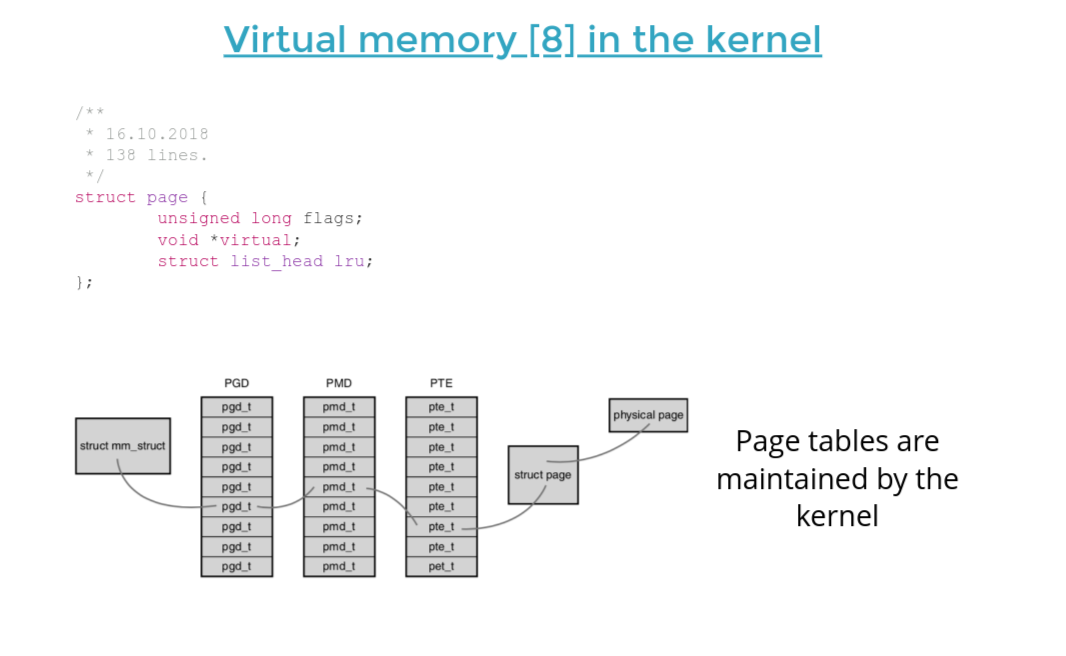 Virtual memory [8] in the kernel
/**
* 16.10.2018
* 138 lines.
*/
struct page {
unsigned long flags;
void *virtual;
struct list_head lru;
};
PGD
PMD
PTE
struct mm_struct
pgd_t
pgd_t
pgd_t
pgd_t
pgd_t
pgd_t
pgd_t
pgd_t
pgd_t
pmd_t
pmd_t
pmd_t
pmd_t
pmd_t
pmd_t
pmd_t
pmd_t
pmd_t
pte_t
pte_t
pte_t
pte_t
pte_t
pte_t
pte_t
pte_t
pet_t
struct page
physical page
Page tables are
maintained by the
kernel